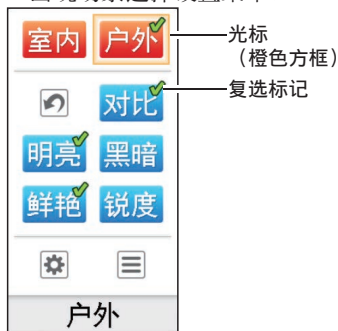 室内 户外
光标
（橙色方框）
对比
复选标记
明亮 黑暗
鲜艳 锐度
户外